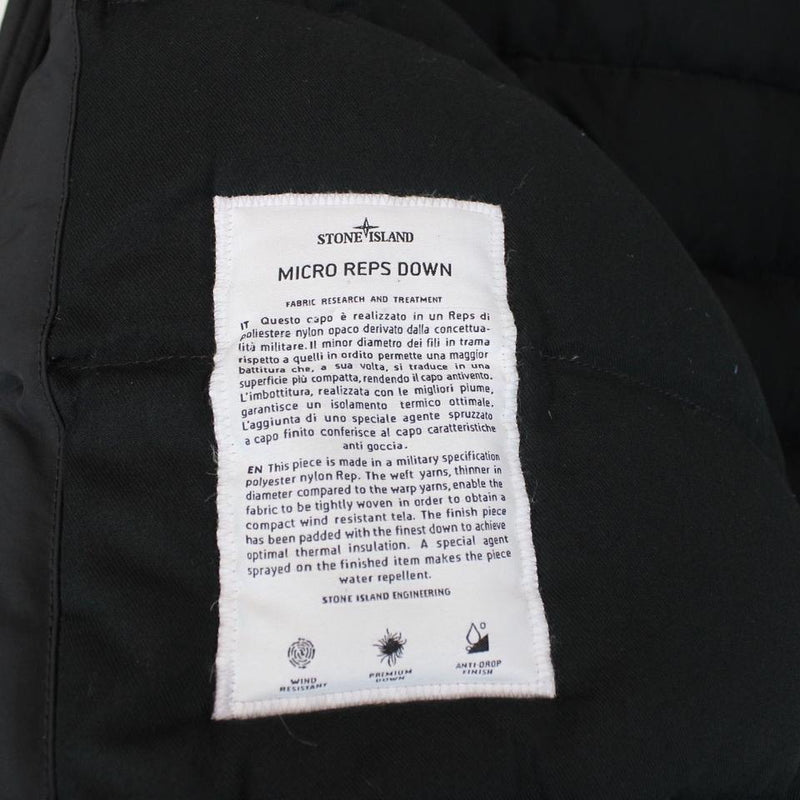 STONE ISLAND
MICRO REPS DOWN
FABRIC RESEARCH AND TREATMENT
IT Questo capo è realizzato in un Reps di
poliestere nylon opaco derivato dalla concettua-
lità militare. Il minor diametro dei fili in trama
rispetto a quelli in ordito permette una maggior
battitura che, a sua volta, si traduce in una
superficie più compatta, rendendo il capo antivento.
L'imbottitura, realizzata con le migliori piume,
garantisce un isolamento termico ottimale.
L'aggiunta di uno speciale agente spruzzato
a capo finito conferisce al capo caratteristiche
anti goccia.
EN This piece is made in a military specification
polyester nylon Rep. The weft yarns, thinner in
diameter compared to the warp yarns, enable the
fabric to be tightly woven in order to obtain a
compact wind resistant tela. The finish piece
has been padded with the finest down to achieve
optimal thermal insulation. A special agent
sprayed on the finished item makes the piece
water repellent.
STONE ISLAND ENGINEERING
WIND
RESISTANT
PREMIUM
DOWN
ANTI-DROP
FINISH